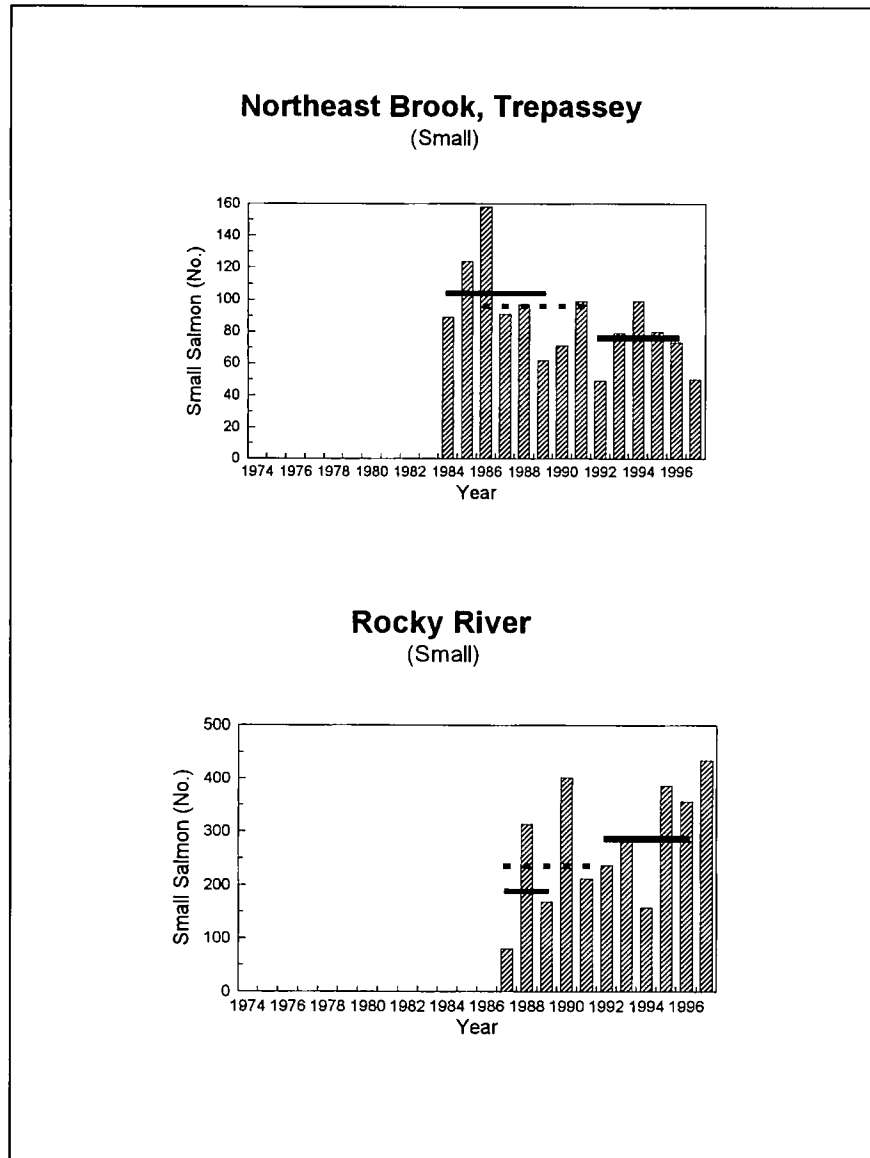 Northeast Brook, Trepassey
(Small)
160
140
120
100
80
60
40
20
0
Small Salmon (No.)
1974 1976 1978 1980 1982 1984 1986 1988 1990 1992 1994 1996
Year
Rocky River
(Small)
500
400
300
200
100
0
Small Salmon (No.)
1974 1976 1978 1980 1982 1984 1986 1988 1990 1992 1994 1996
Year